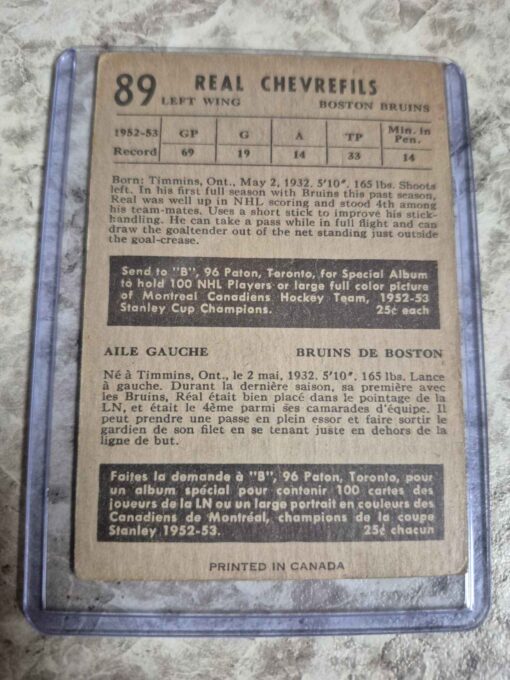 89 REAL CHEVREFILS
LEFT WING BOSTON BRUINS
1952-53 GP G A TP Min. in
Record 69 19 14 33 Pen.
14
Born: Timmins, Ont., May 2, 1932. 5'10". 165 lbs. Shoots
left. In his first full season with Bruins this past season,
Real was well up in NHL scoring and stood 4th among
his team-mates. Uses a short stick to improve his stick-
handling. He can take a pass while in full flight and can
draw the goaltender out of the net standing just outside
the goal-crease.
Send to "B", 96 Paton, Toronto, for Special Album
to hold 100 NHL Players or large full color picture
of Montreal Canadiens Hockey Team, 1952-53
Stanley Cup Champions. 25¢ each
AILE GAUCHE BRUINS DE BOSTON
Né à Timmins, Ont., le 2 mai, 1932. 5'10". 165 lbs. Lance
à gauche. Durant la dernière saison, sa première avec
les Bruins, Réal était bien placé dans le pointage de la
LN, et était le 4ème parmi ses camarades d'équipe. Il
peut prendre une passe en plein essor et faire sortir le
gardien de son filet en se tenant juste en dehors de la
ligne de but.
Faites la demande à "B", 96 Paton, Toronto, pour
un album spécial pour contenir 100 cartes des
joueurs de la LN ou un large portrait en couleurs des
Canadiens de Montréal, champions de la coupe
Stanley 1952-53. 25¢ chacun
PRINTED IN CANADA